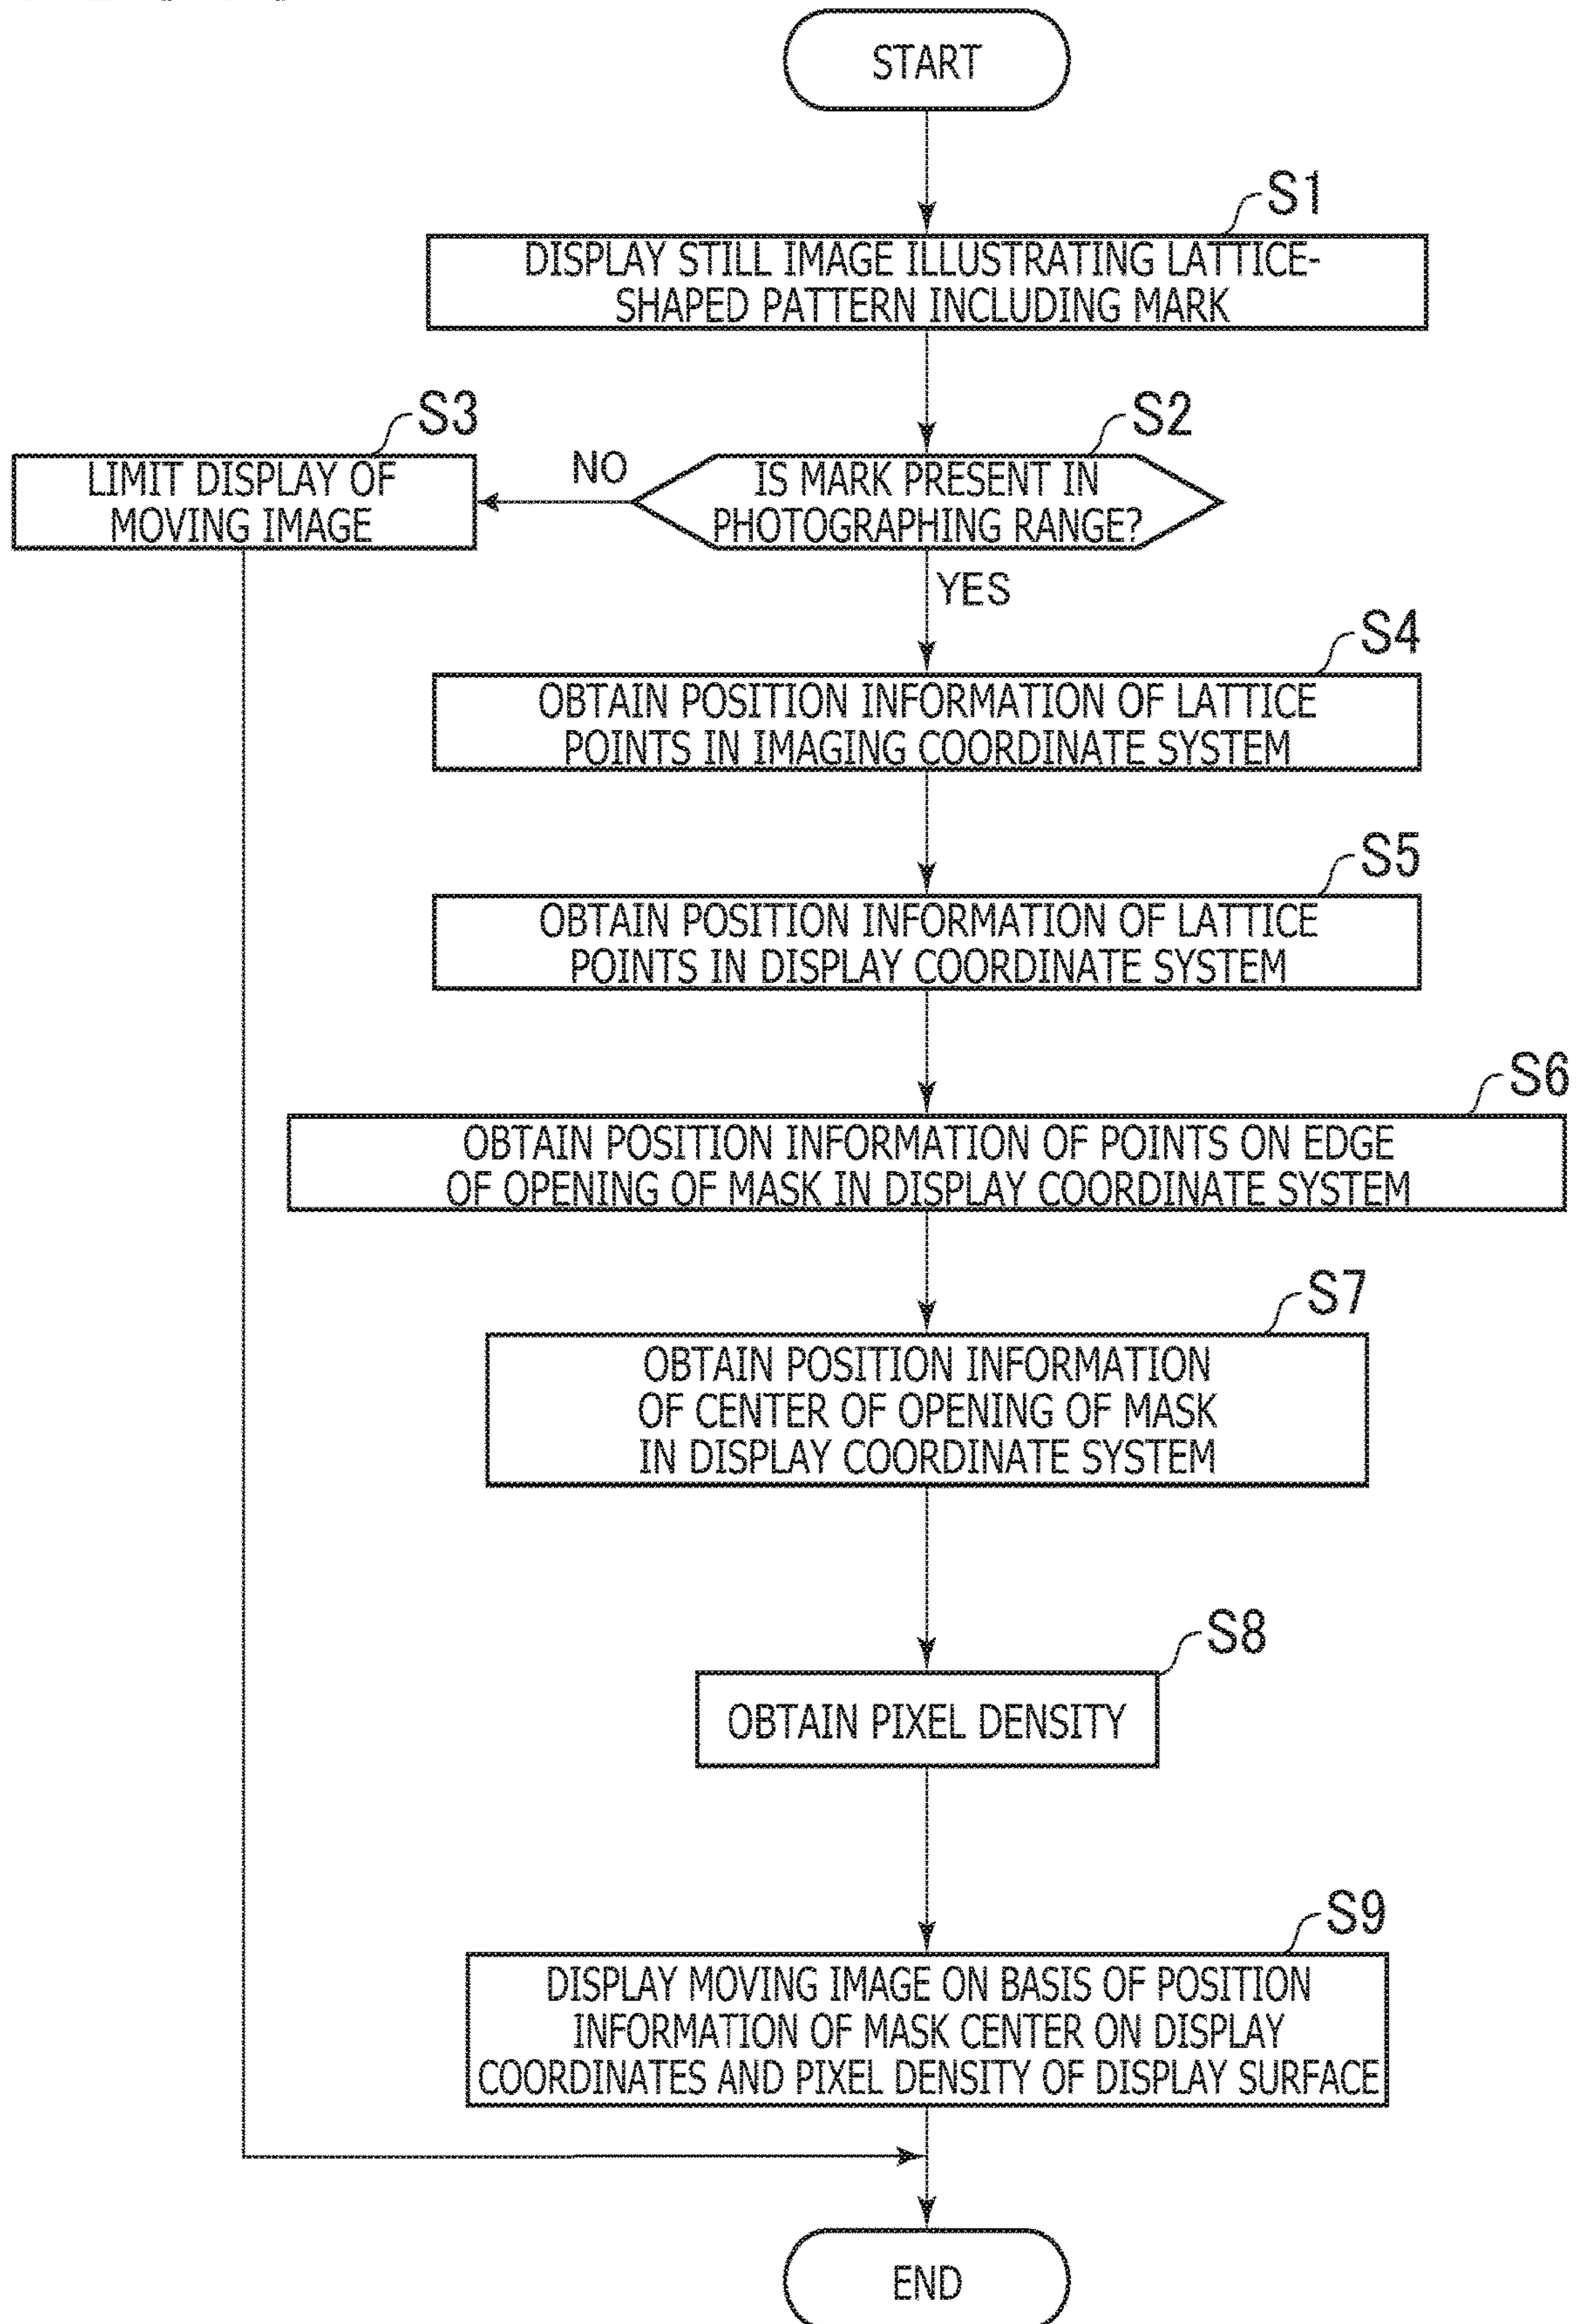 START
S1
DISPLAY STILL IMAGE ILLUSTRATING LATTICE-
SHAPED PATTERN INCLUDING MARK
S3
S2
LIMIT DISPLAY OF
MOVING IMAGE
NO
IS MARK PRESENT IN
PHOTOGRAPHING RANGE?
YES
S4
OBTAIN POSITION INFORMATION OF LATTICE
POINTS IN IMAGING COORDINATE SYSTEM
S5
OBTAIN POSITION INFORMATION OF LATTICE
POINTS IN DISPLAY COORDINATE SYSTEM
S6
OBTAIN POSITION INFORMATION OF POINTS ON EDGE
OF OPENING OF MASK IN DISPLAY COORDINATE SYSTEM
S7
OBTAIN POSITION INFORMATION
OF CENTER OF OPENING OF MASK
IN DISPLAY COORDINATE SYSTEM
S8
OBTAIN PIXEL DENSITY
S9
DISPLAY MOVING IMAGE ON BASIS OF POSITION
INFORMATION OF MASK CENTER ON DISPLAY
COORDINATES AND PIXEL DENSITY OF DISPLAY SURFACE
END